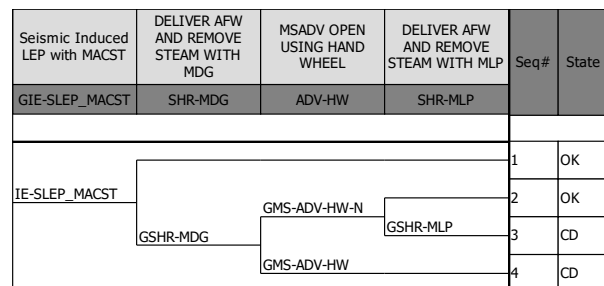 Seismic Induced
LEP with MACST
DELIVER AFW
AND REMOVE
STEAM WITH
MDG
MSADV OPEN
USING HAND
WHEEL
DELIVER AFW
AND REMOVE
STEAM WITH MLP
Seq#
State
GIE-SLEP_MACST
SHR-MDG
ADV-HW
SHR-MLP
1
OK
IE-SLEP_MACST
GMS-ADV-HW-N
2
OK
GSHR-MDG
GSHR-MLP
3
CD
GMS-ADV-HW
4
CD